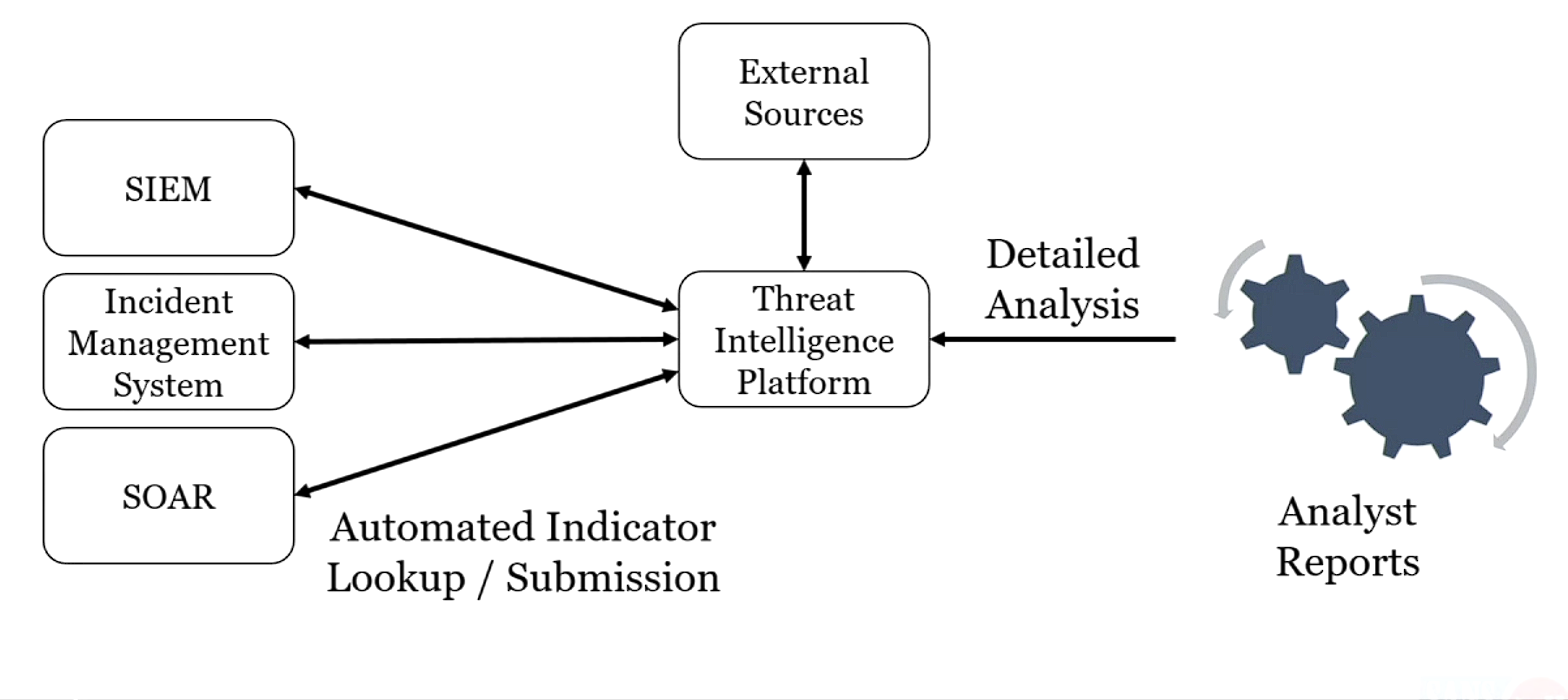 External
Sources
SIEM
Incident
Management
System
SOAR
Threat
Intelligence
Platform
Detailed
Analysis
Automated Indicator
Lookup / Submission
Analyst
Reports